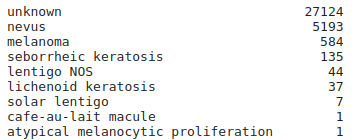 unknown 27124
nevus 5193
melanoma 584
seborrheic keratosis 135
lentigo NOS 44
lichenoid keratosis 37
solar lentigo 7
cafe-au-lait macule 1
atypical melanocytic proliferation 1